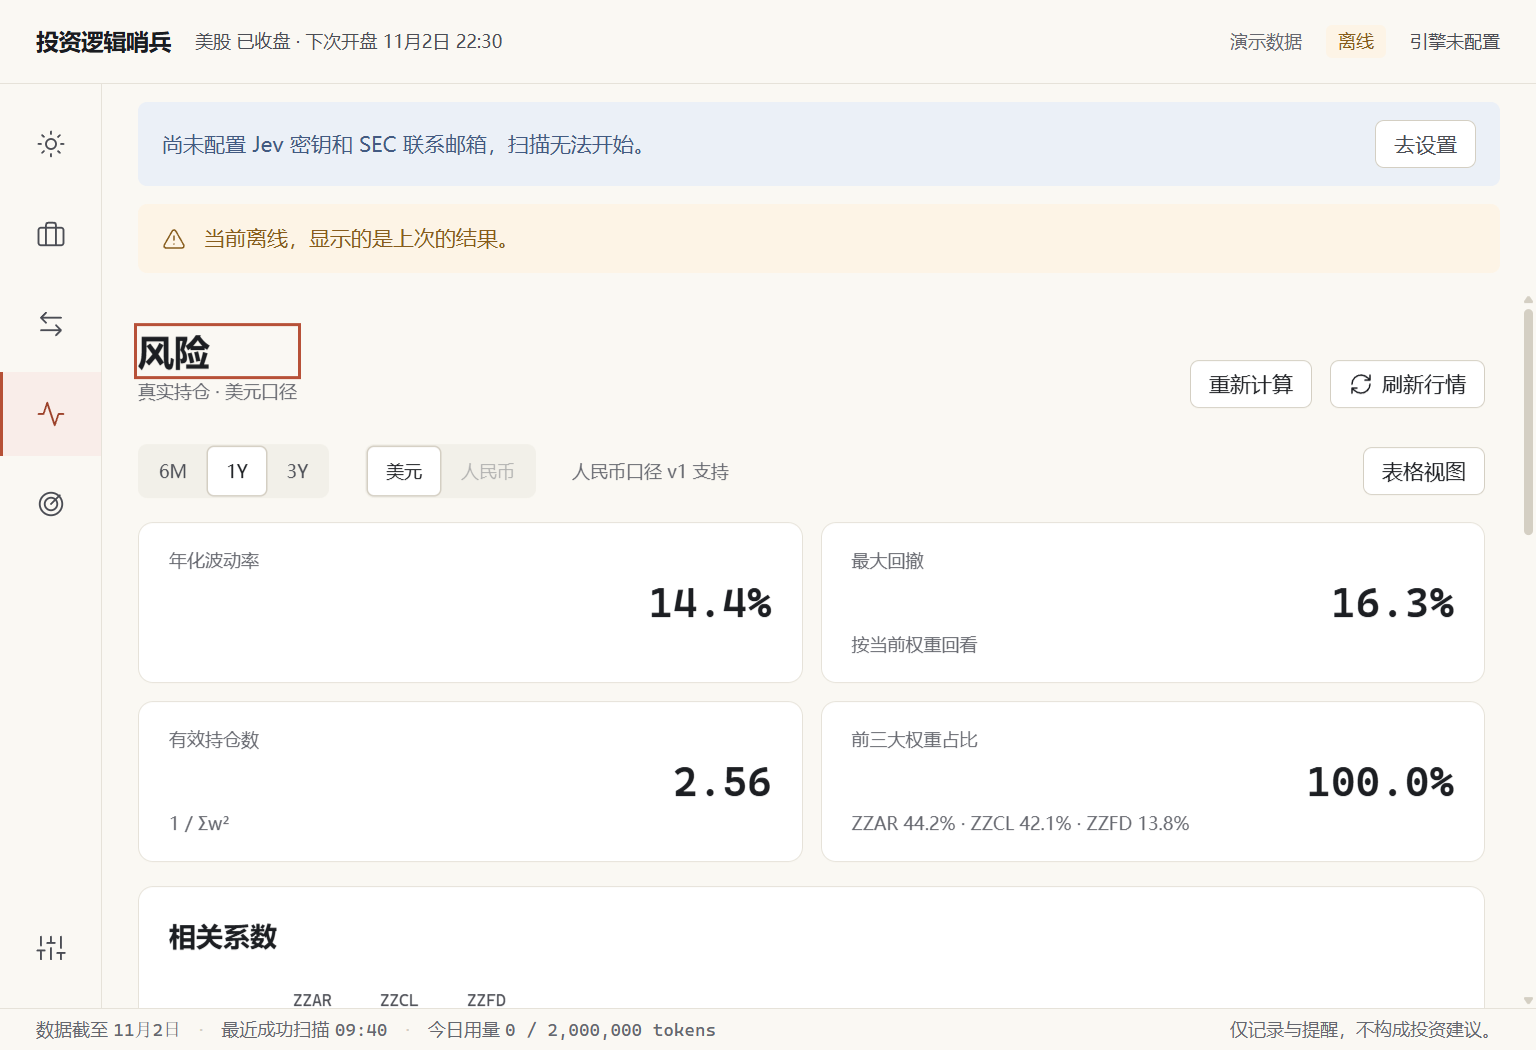 投资逻辑哨兵 美股 已收盘 · 下次开盘 11月2日 22:30 演示数据 离线 引擎未配置
尚未配置 Jev 密钥和 SEC 联系邮箱，扫描无法开始。 去设置
当前离线，显示的是上次的结果。
风险
真实持仓 · 美元口径
重新计算 刷新行情
6M 1Y 3Y 美元 人民币 人民币口径 v1 支持 表格视图
年化波动率
14.4%
最大回撤
16.3%
按当前权重回看
有效持仓数
2.56
1 / Σw²
前三大权重占比
100.0%
ZZAR 44.2% · ZZCL 42.1% · ZZFD 13.8%
相关系数
ZZAR ZZCL ZZFD
数据截至 11月2日 · 最近成功扫描 09:40 · 今日用量 0 / 2,000,000 tokens 仅记录与提醒，不构成投资建议。